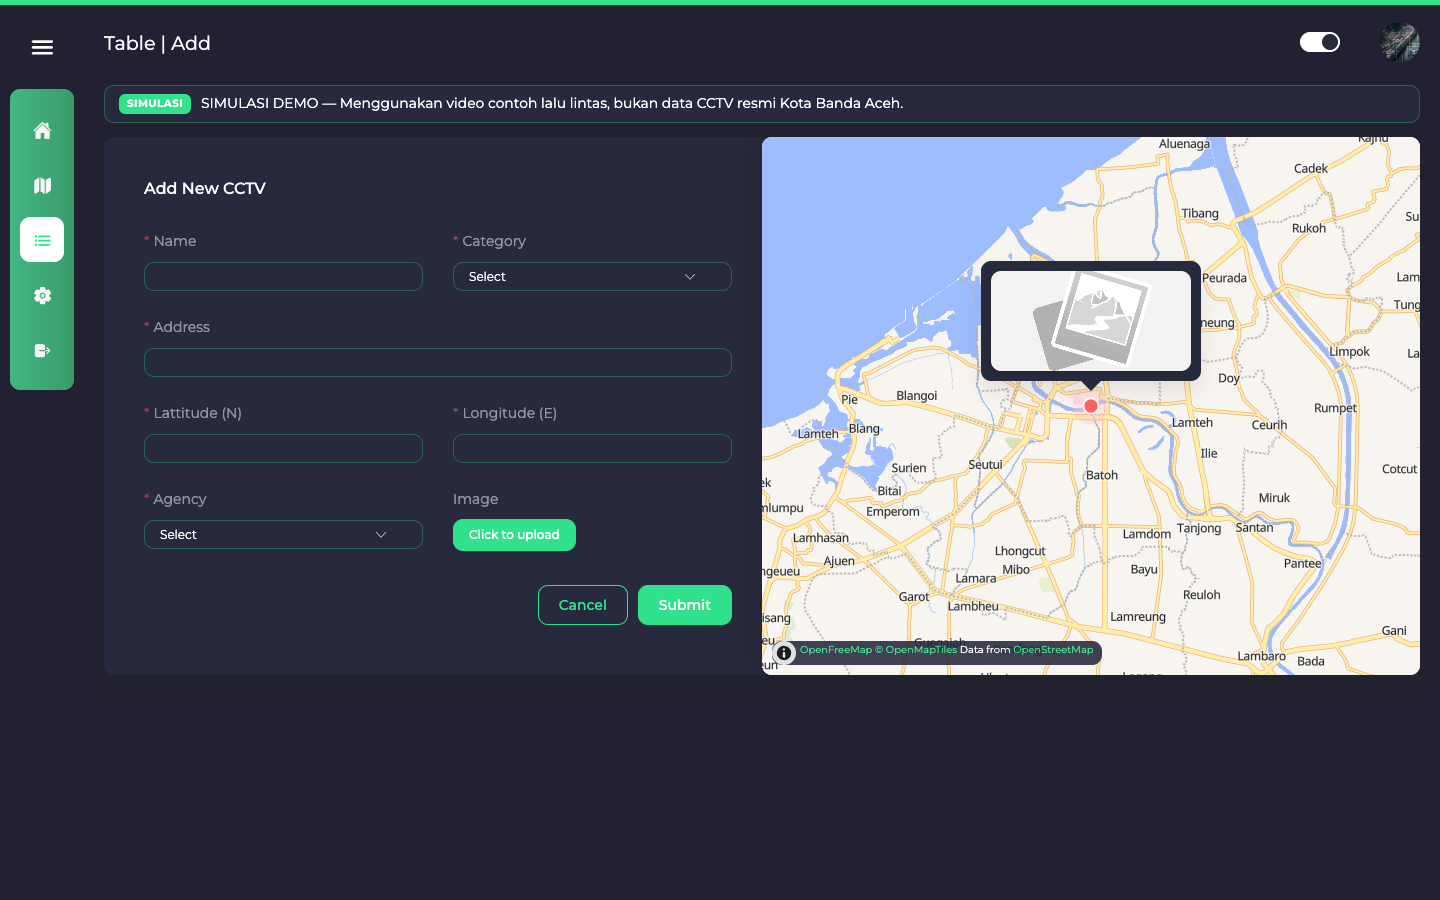 Table | Add
SIMULASI SIMULASI DEMO — Menggunakan video contoh lalu lintas, bukan data CCTV resmi Kota Banda Aceh.
Add New CCTV
* Name
* Category
Select
* Address
* Lattitude (N)
* Longitude (E)
* Agency
Image
Select
Click to upload
Cancel
Submit
Aluenaga
Cadek
Tibang
Rukoh
Peurada
Limpok
Doy
Blangoi
Pie
Rumpet
Lamteh
Blang
Lamteh
Ceurih
Ilie
Seutui
Surien
Batoh
Cotcut
Bitai
Miruk
Emperom
Tanjong
Santan
Lamdom
Lamhasan
Lhongcut
Ajuen
Mibo
Bayu
Pantee
Lamara
Garot
Reuloh
Lambheu
Lamreung
Gani
Lambaro
Bada
OpenFreeMap © OpenMapTiles Data from OpenStreetMap